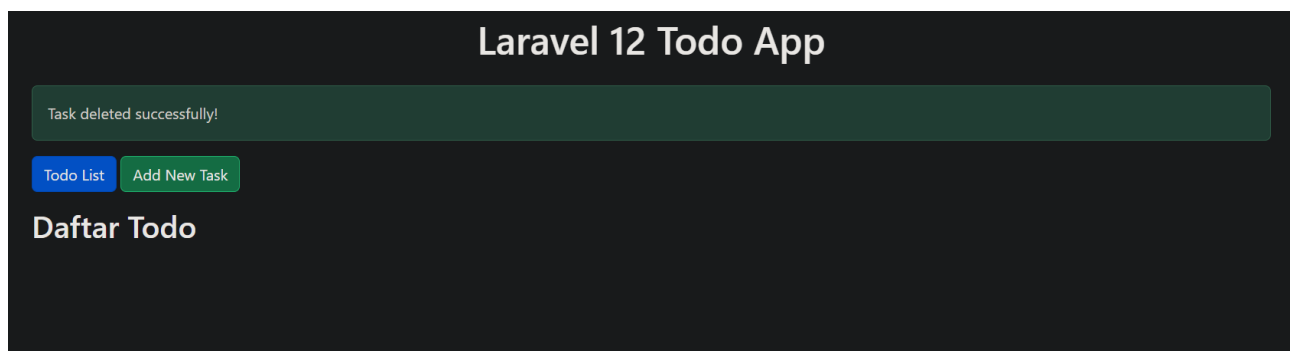 Laravel 12 Todo App
Task deleted successfully!
Todo List Add New Task
Daftar Todo